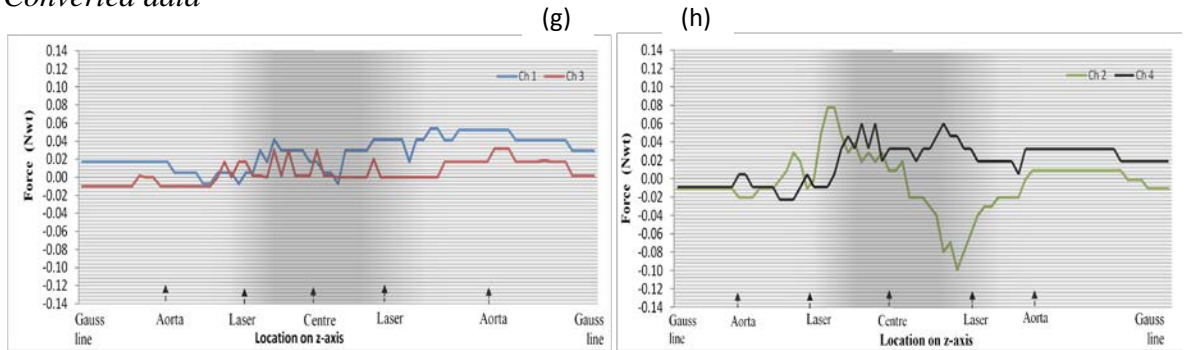 Converted data
(g)
(h)
0.14
0.12
0.10
0.08
0.06
0.04
0.02
0.00
-0.02
-0.04
-0.06
-0.08
-0.10
-0.12
-0.14
Force (Nwt)
Ch 1 Ch 3
Gauss line
Aorta
Laser
Centre
Laser
Aorta
Gauss line
Location on z-axis
0.14
0.12
0.10
0.08
0.06
0.04
0.02
0.00
-0.02
-0.04
-0.06
-0.08
-0.10
-0.12
-0.14
Force (Nwt)
Ch 2 Ch 4
Gauss line
Aorta
Laser
Centre
Laser
Aorta
Gauss line
Location on z-axis